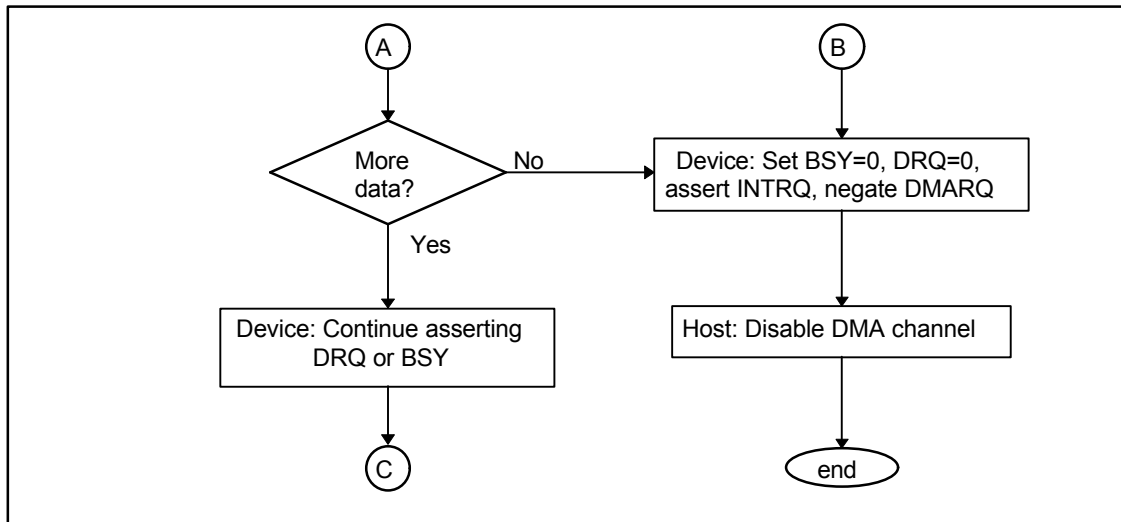 A
B
More
data?
No
Device: Set BSY=0, DRQ=0,
assert INTRQ, negate DMARQ
Yes
Device: Continue asserting
DRQ or BSY
Host: Disable DMA channel
C
end